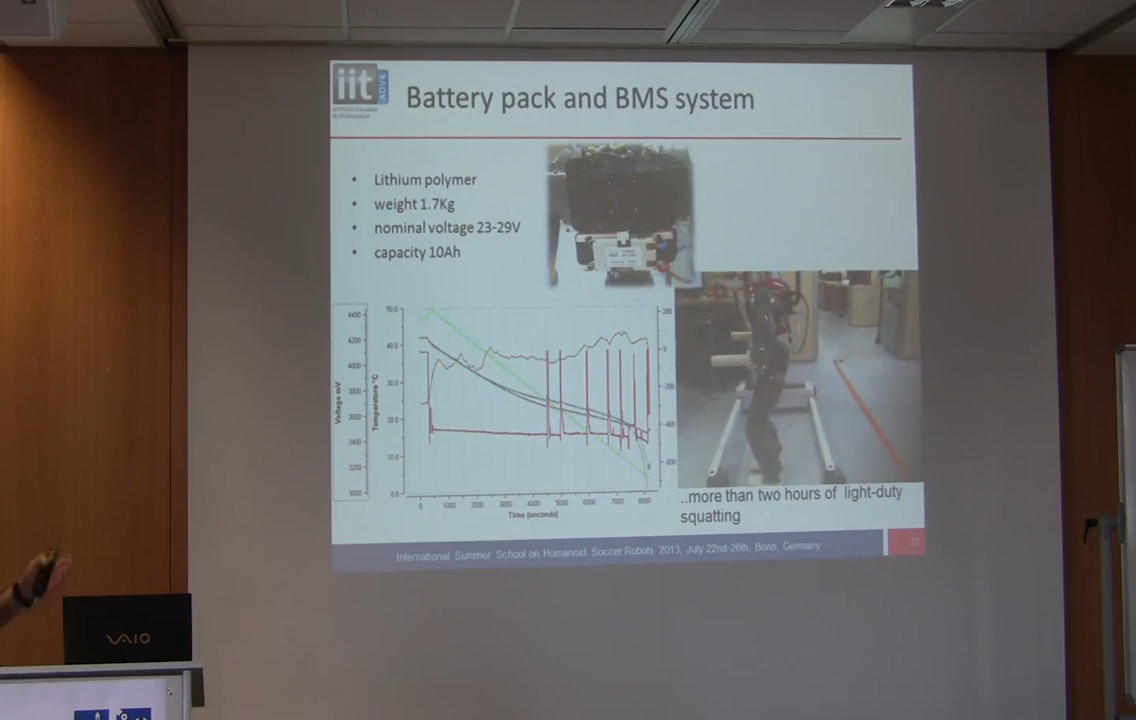 iit
ADVR
ISTITUTO ITALIANO
DI TECNOLOGIA
Battery pack and BMS system
• Lithium polymer
• weight 1.7Kg
• nominal voltage 23-29V
• capacity 10Ah
Voltage mV
4400
4200
4000
3800
3600
3400
3200
3000
Temperature °C
50.0
40.0
30.0
20.0
10.0
0.0
200
0
-200
-400
-600
0 1000 2000 3000 4000 5000 6000 7000 8000
Time (seconds)
..more than two hours of light-duty
squatting
International Summer School on Humanoid Soccer Robots 2013, July 22nd-26th, Bonn, Germany
VAIO